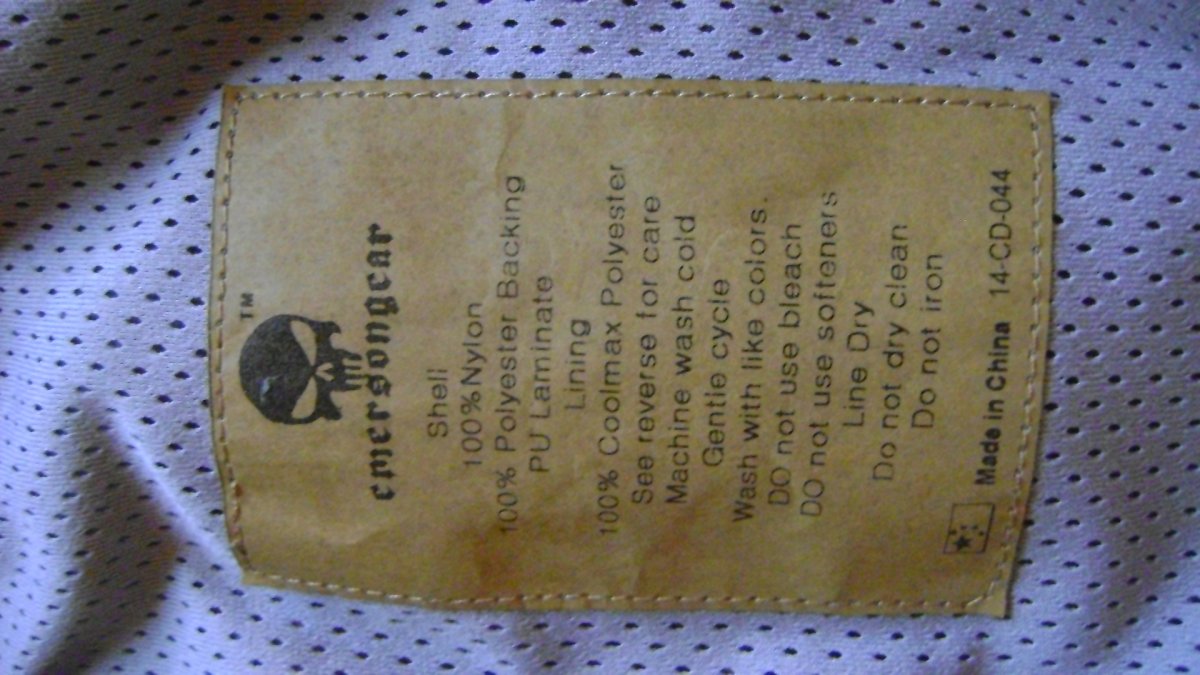 TM
emersongear
Shell
100%Nylon
100% Polyester Backing
PU Laminate
Lining
100% Coolmax Polyester
See reverse for care
Machine wash cold
Gentie cycle
Wash with like colors.
DO not use bleach
DO not use softeners
Line Dry
Do not dry clean
Do not iron
Made in China 14-CD-044